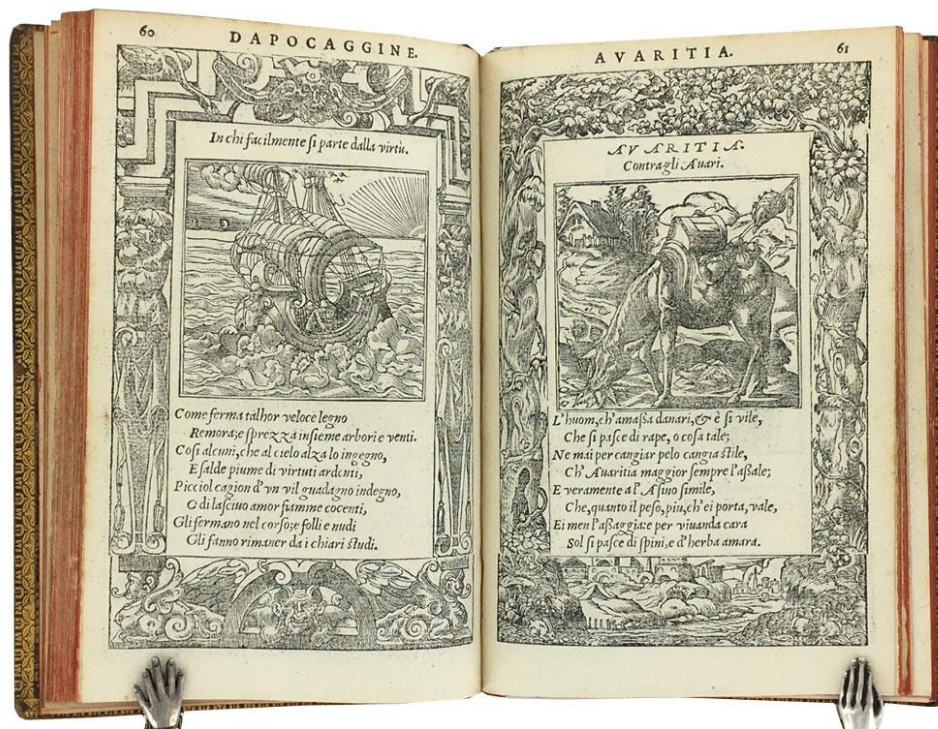 60
DAPOCAGGINE.
In chi facilmente si parte dalla virtù.
Come ferma talhor veloce legno
Remora; e sprezza insieme arbori e venti.
Cosi alcuni, che al cielo alza lo ingegno,
E salde piume di virtuti ardenti,
Picciol cagion d'vn vil guadagno indegno,
O di lasciuo amor fiamme cocenti,
Gli fermano nel corso; e folli e nudi
Gli fanno rimaner da i chiari studi.
AVARITIA.
61
AVARITIA.
Contra gli Auari.
L'huom, ch'amassa danari, & è si vile,
Che si pasce di rape, o cosa tale;
Ne mai per cangiar pelo cangia stile,
Ch'Auaritia maggior sempre l'assale;
E veramente al'Asino simile,
Che, quanto il peso, piu, ch'ei porta, vale,
Ei men l'assaggia: e per viuanda cara
Sol si pasce di spini, e d'herba amara.